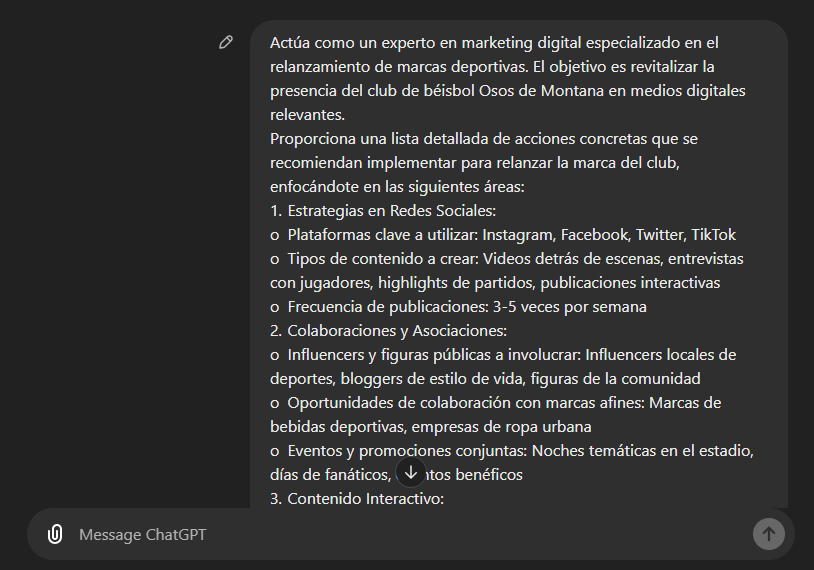 Actúa como un experto en marketing digital especializado en el
relanzamiento de marcas deportivas. El objetivo es revitalizar la
presencia del club de béisbol Osos de Montana en medios digitales
relevantes.
Proporciona una lista detallada de acciones concretas que se
recomiendan implementar para relanzar la marca del club,
enfocándote en las siguientes áreas:
1. Estrategias en Redes Sociales:
o Plataformas clave a utilizar: Instagram, Facebook, Twitter, TikTok
o Tipos de contenido a crear: Videos detrás de escenas, entrevistas
con jugadores, highlights de partidos, publicaciones interactivas
o Frecuencia de publicaciones: 3-5 veces por semana
2. Colaboraciones y Asociaciones:
o Influencers y figuras públicas a involucrar: Influencers locales de
deportes, bloggers de estilo de vida, figuras de la comunidad
o Oportunidades de colaboración con marcas afines: Marcas de
bebidas deportivas, empresas de ropa urbana
o Eventos y promociones conjuntas: Noches temáticas en el estadio,
días de fanáticos, benéficos
3. Contenido Interactivo:
Message ChatGPT